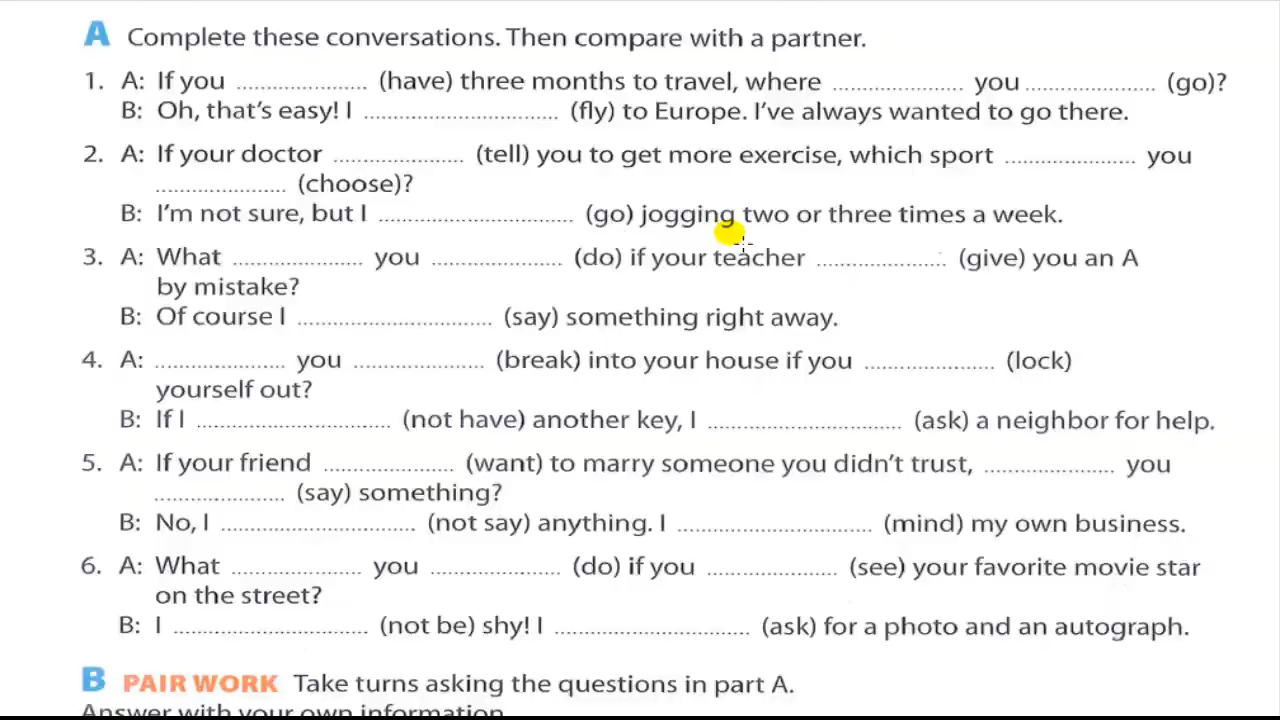 A Complete these conversations. Then compare with a partner.
1. A: If you ..................... (have) three months to travel, where ..................... you ..................... (go)?
B: Oh, that's easy! I ............................... (fly) to Europe. I've always wanted to go there.
2. A: If your doctor ..................... (tell) you to get more exercise, which sport ..................... you
..................... (choose)?
B: I'm not sure, but I ............................... (go) jogging two or three times a week.
3. A: What ..................... you ..................... (do) if your teacher ..................... (give) you an A
by mistake?
B: Of course I ............................... (say) something right away.
4. A: ..................... you ..................... (break) into your house if you ..................... (lock)
yourself out?
B: If I ............................... (not have) another key, I ............................... (ask) a neighbor for help.
5. A: If your friend ..................... (want) to marry someone you didn't trust, ..................... you
..................... (say) something?
B: No, I ............................... (not say) anything. I ............................... (mind) my own business.
6. A: What ..................... you ..................... (do) if you ..................... (see) your favorite movie star
on the street?
B: I ............................... (not be) shy! I ............................... (ask) for a photo and an autograph.
B PAIR WORK Take turns asking the questions in part A.
Answer with your own information.